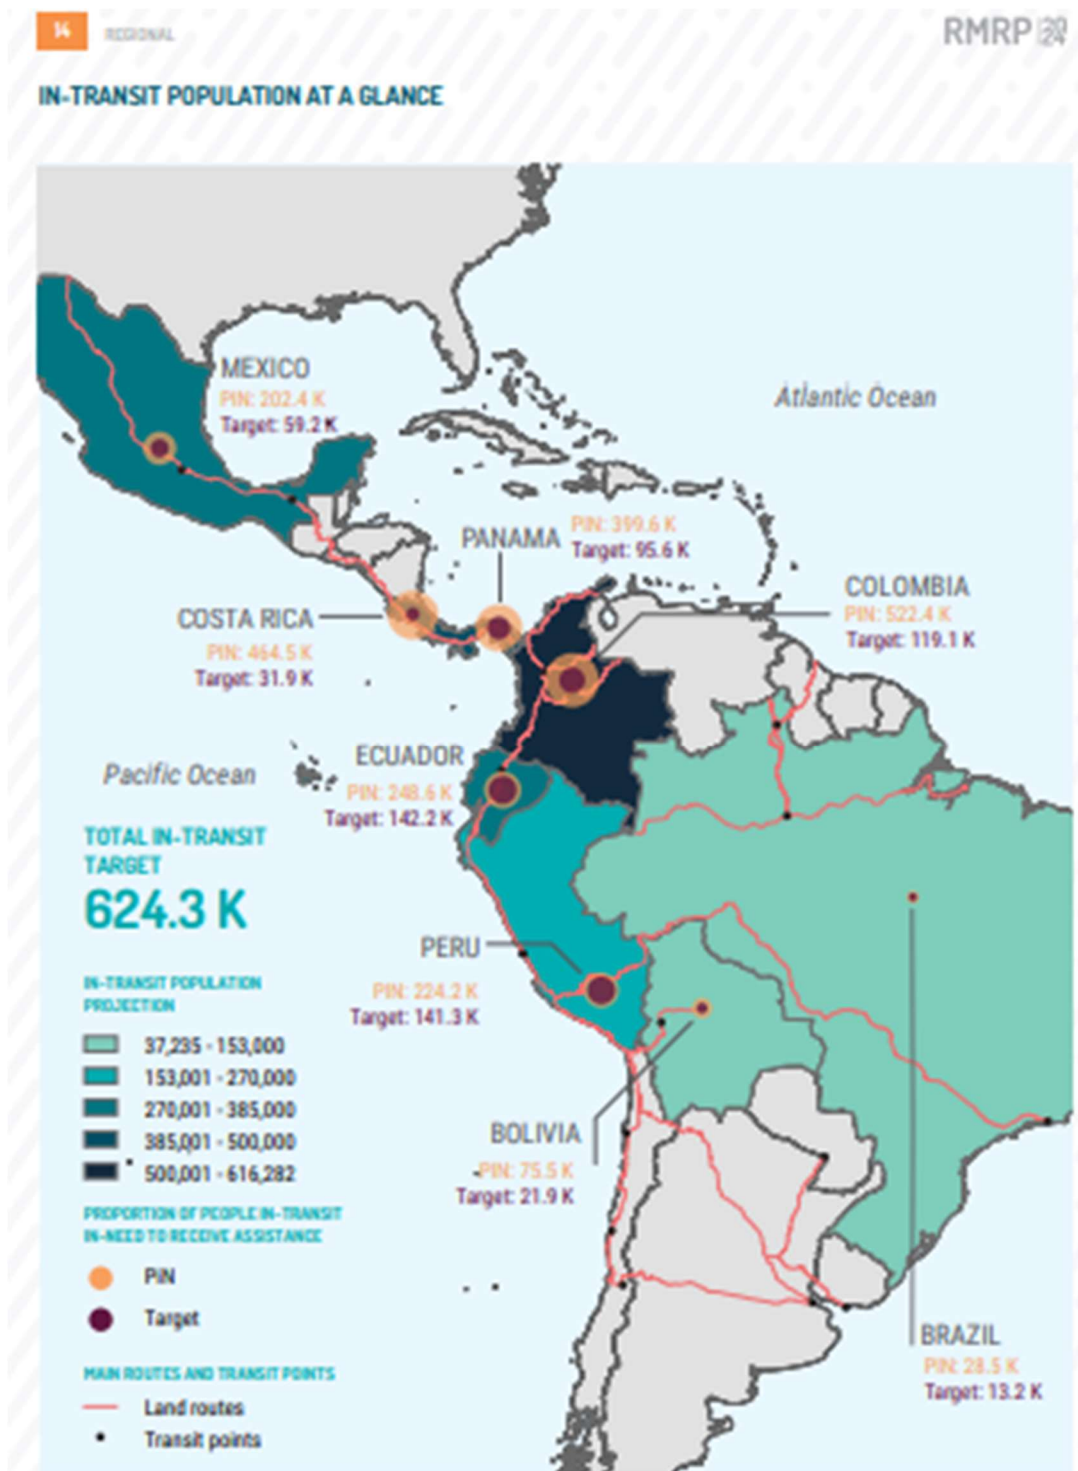 14 REGIONAL
RMRP 2024
IN-TRANSIT POPULATION AT A GLANCE
MEXICO
PIN: 202.4 K
Target: 59.2 K
Atlantic Ocean
PANAMA
PIN: 399.6 K
Target: 95.6 K
COLOMBIA
PIN: 522.4 K
Target: 119.1 K
COSTA RICA
PIN: 464.5 K
Target: 31.9 K
ECUADOR
PIN: 248.6 K
Target: 142.2 K
Pacific Ocean
TOTAL IN-TRANSIT
TARGET
624.3 K
PERU
PIN: 224.2 K
Target: 141.3 K
IN-TRANSIT POPULATION
PROJECTION
37,235 - 153,000
153,001 - 270,000
270,001 - 385,000
385,001 - 500,000
500,001 - 616,282
BOLIVIA
PIN: 75.5 K
Target: 21.9 K
PROPORTION OF PEOPLE IN-TRANSIT
IN-NEED TO RECEIVE ASSISTANCE
PiN
Target
BRAZIL
PIN: 28.5 K
Target: 13.2 K
MAIN ROUTES AND TRANSIT POINTS
Land routes
Transit points